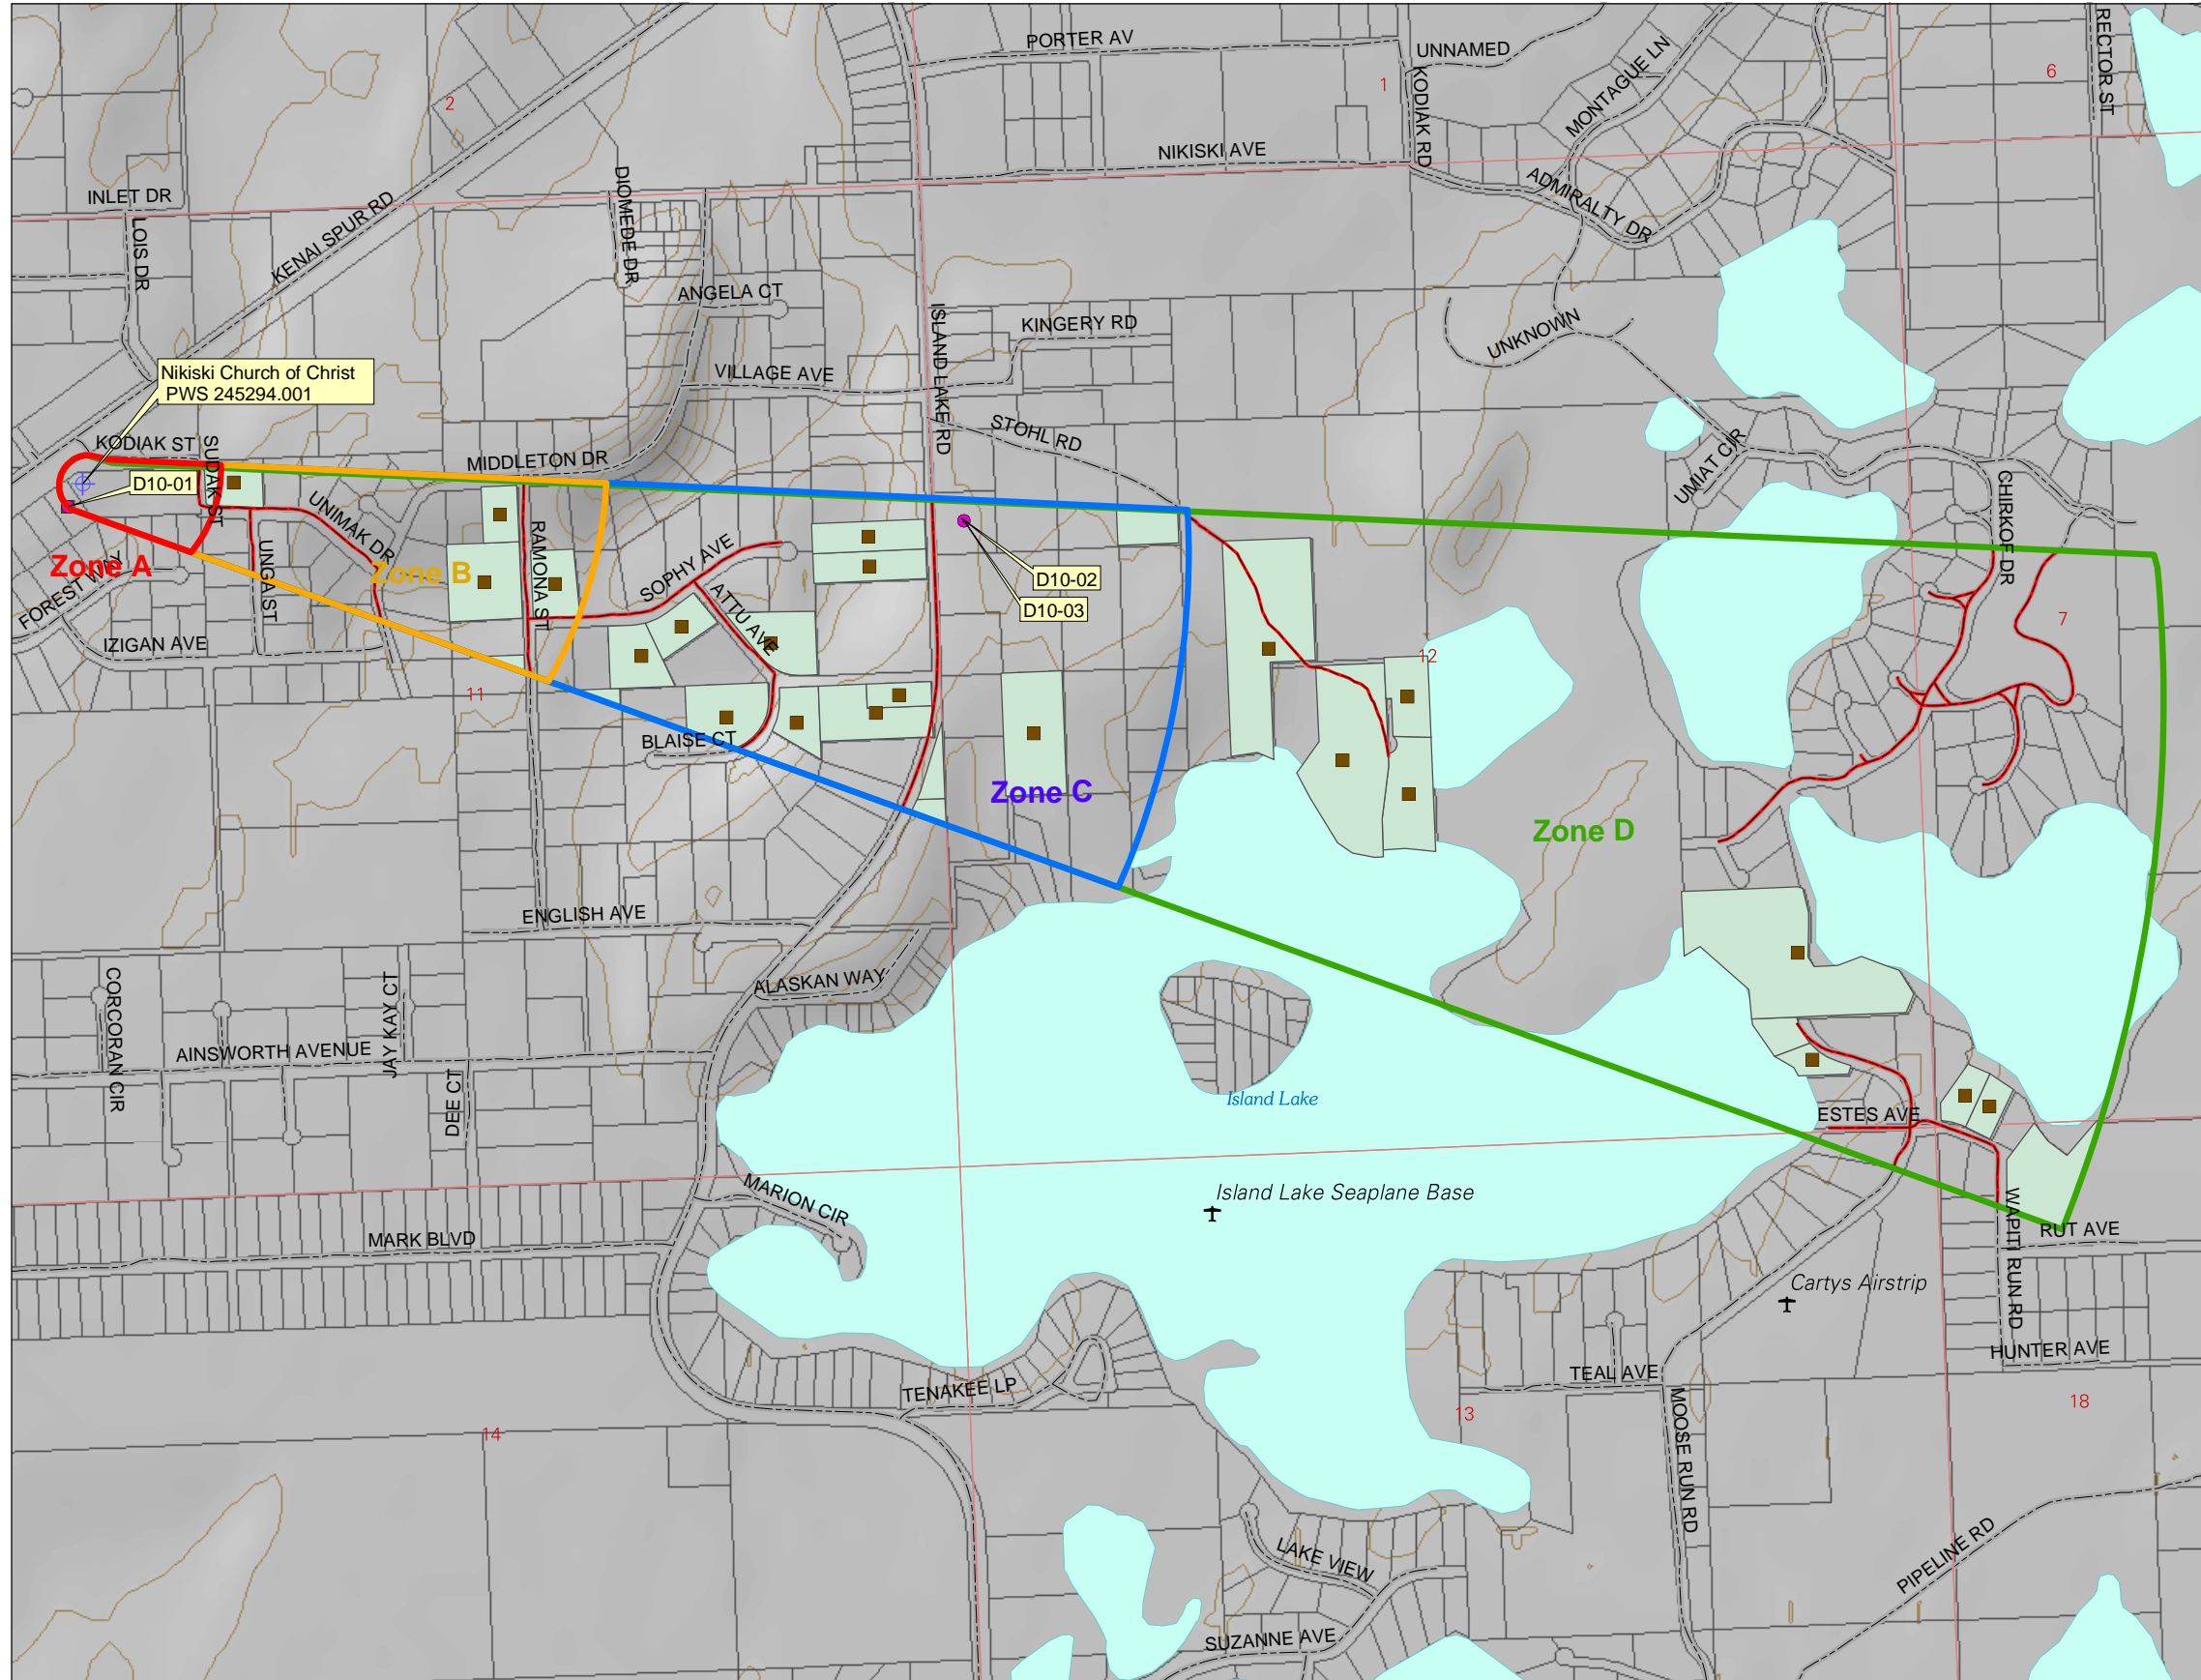 PORTER AV
UNNAMED
RECTOR ST
MONTAGUE LN
6
1
2
KODIAK RD
NIKISKI AVE
DIOMEDE DR
ADMIRALTY DR
INLET DR
LOIS DR
KENAI SPUR RD
ANGELA CT
ISLAND LAKE RD
KINGERY RD
UNKNOWN
VILLAGE AVE
Nikiski Church of Christ
PWS 245294.001
STOHL RD
UMIAT CIR
KODIAK ST
SUDAK ST
MIDDLETON DR
D10-01
CHIRKOF DR
UNIMAK DR
RAMONA ST
SOPHY AVE
UNGA ST
Zone A
Zone B
FOREST WAY
D10-02
D10-03
ATTU AVE
7
IZIGAN AVE
12
11
BLAISE CT
Zone C
Zone D
ENGLISH AVE
ALASKAN WAY
CORCORAN CIR
JAY KAY CT
AINSWORTH AVENUE
DEE CT
Island Lake
ESTES AVE
MARION CIR
Island Lake Seaplane Base
WAPITI RUN RD
RUT AVE
MARK BLVD
Cartys Airstrip
HUNTER AVE
TEAL AVE
TENAKEE LP
MOOSE RUN RD
18
13
14
PIPELINE RD
LAKE VIEW
SUZANNE AVE